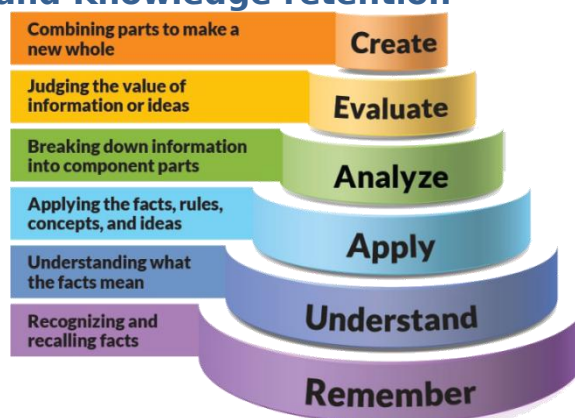 and Knowledge retention
Combining parts to make a
new whole
Create
Judging the value of
information or ideas
Evaluate
Breaking down information
into component parts
Analyze
Applying the facts, rules,
concepts, and ideas
Apply
Understanding what
the facts mean
Understand
Recognizing and
recalling facts
Remember